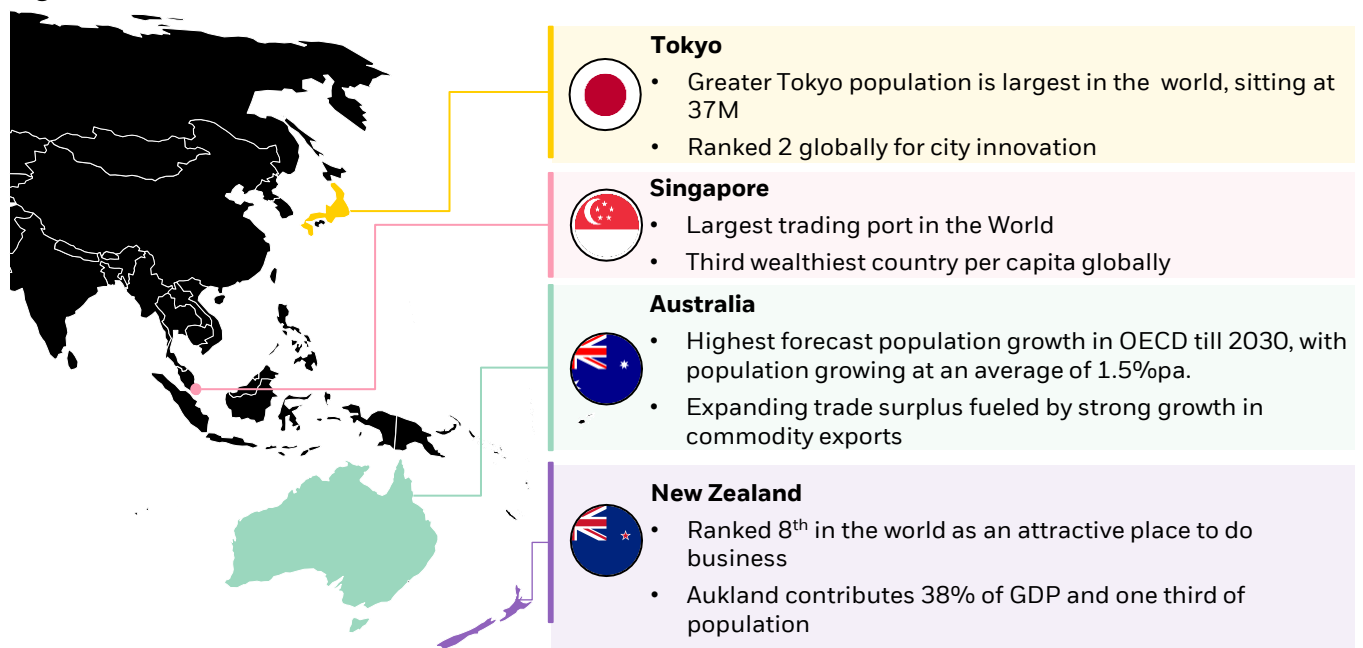 Tokyo
• Greater Tokyo population is largest in the world, sitting at
37M
• Ranked 2 globally for city innovation
Singapore
• Largest trading port in the World
• Third wealthiest country per capita globally
Australia
• Highest forecast population growth in OECD till 2030, with
population growing at an average of 1.5%pa.
• Expanding trade surplus fueled by strong growth in
commodity exports
New Zealand
• Ranked 8th in the world as an attractive place to do
business
• Aukland contributes 38% of GDP and one third of
population